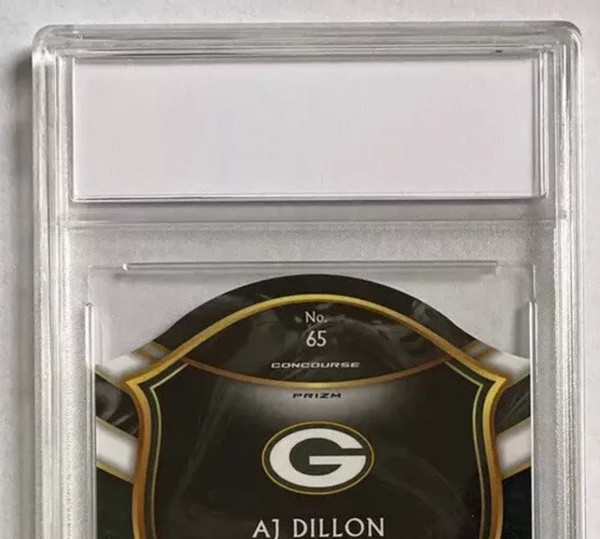 No.
65
CONCOURSE
PRIZM
G
AJ DILLON